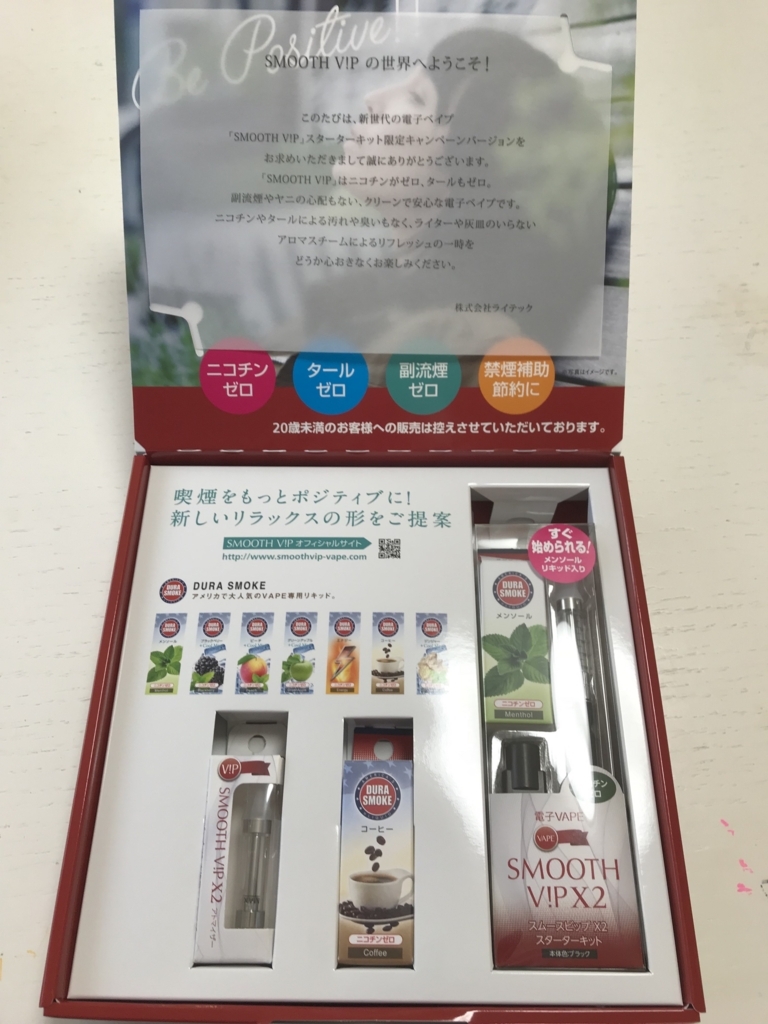 Be Positive!!
SMOOTH V!P の世界へようこそ!
このたびは、新世代の電子ベイプ
「SMOOTH V!P」スターターキット限定キャンペーンバージョンを
お求めいただきまして誠にありがとうございます。
「SMOOTH V!P」はニコチンがゼロ、タールもゼロ。
副流煙やヤニの心配もない、クリーンで安心な電子ベイプです。
ニコチンやタールによる汚れや臭いもなく、ライターや灰皿のいらない
アロマスチームによるリフレッシュの一時を
どうか心おきなくお楽しみください。
株式会社ライテック
ニコチン
ゼロ
タール
ゼロ
副流煙
ゼロ
禁煙補助
節約に
※写真はイメージです。
20歳未満のお客様への販売は控えさせていただいております。
喫煙をもっとポジティブに!
新しいリラックスの形をご提案
SMOOTH V!P オフィシャルサイト
http://www.smoothvip-vape.com
DURA SMOKE
DURA SMOKE
アメリカで大人気のVAPE専用リキッド。
すぐ
始められる!
メンソール
リキッド入り
DURA
SMOKE
メンソール
ニコチンゼロ
Menthol
V!P
SMOOTH V!P X2 アトマイザー
DURA
SMOKE
コーヒー
ニコチンゼロ
Coffee
電子VAPE
VAPE
SMOOTH
V!P X2
スムースビップ X2
スターターキット
本体色:ブラック